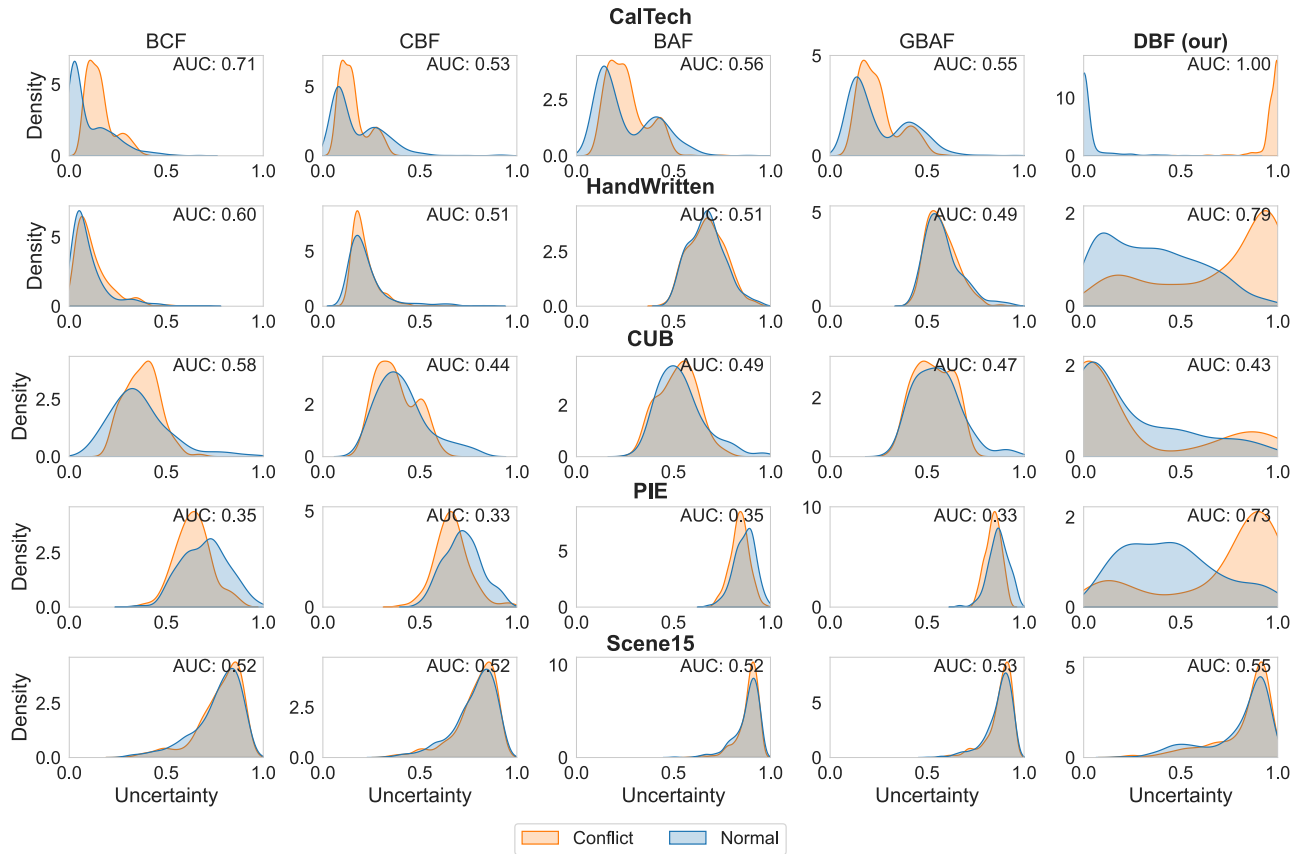 CalTech
BCF CBF BAF GBAF DBF (our)
AUC: 0.71 AUC: 0.53 AUC: 0.56 AUC: 0.55 AUC: 1.00
Density
5 0 5 0 5.0 2.5 0.0 5 0 10 0
0.0 0.5 1.0 0.0 0.5 1.0 0.0 0.5 1.0 0.0 0.5 1.0 0.0 0.5 1.0
HandWritten
AUC: 0.60 AUC: 0.51 AUC: 0.51 AUC: 0.49 AUC: 0.79
Density
5 0 5 0 2.5 0.0 5 0 2 1 0
0.0 0.5 1.0 0.0 0.5 1.0 0.0 0.5 1.0 0.0 0.5 1.0 0.0 0.5 1.0
CUB
AUC: 0.58 AUC: 0.44 AUC: 0.49 AUC: 0.47 AUC: 0.43
Density
2.5 0.0 2 0 2 0 2 0 2 1 0
0.0 0.5 1.0 0.0 0.5 1.0 0.0 0.5 1.0 0.0 0.5 1.0 0.0 0.5 1.0
PIE
AUC: 0.35 AUC: 0.33 AUC: 0.35 AUC: 0.33 AUC: 0.73
Density
2.5 0.0 5 0 5 0 10 5 0 2 1 0
0.0 0.5 1.0 0.0 0.5 1.0 0.0 0.5 1.0 0.0 0.5 1.0 0.0 0.5 1.0
Scene15
AUC: 0.52 AUC: 0.52 AUC: 0.52 AUC: 0.53 AUC: 0.55
Density
2.5 0.0 2.5 0.0 10 5 0 5 0 5 0
0.0 0.5 1.0 0.0 0.5 1.0 0.0 0.5 1.0 0.0 0.5 1.0 0.0 0.5 1.0
Uncertainty Uncertainty Uncertainty Uncertainty Uncertainty
Conflict Normal